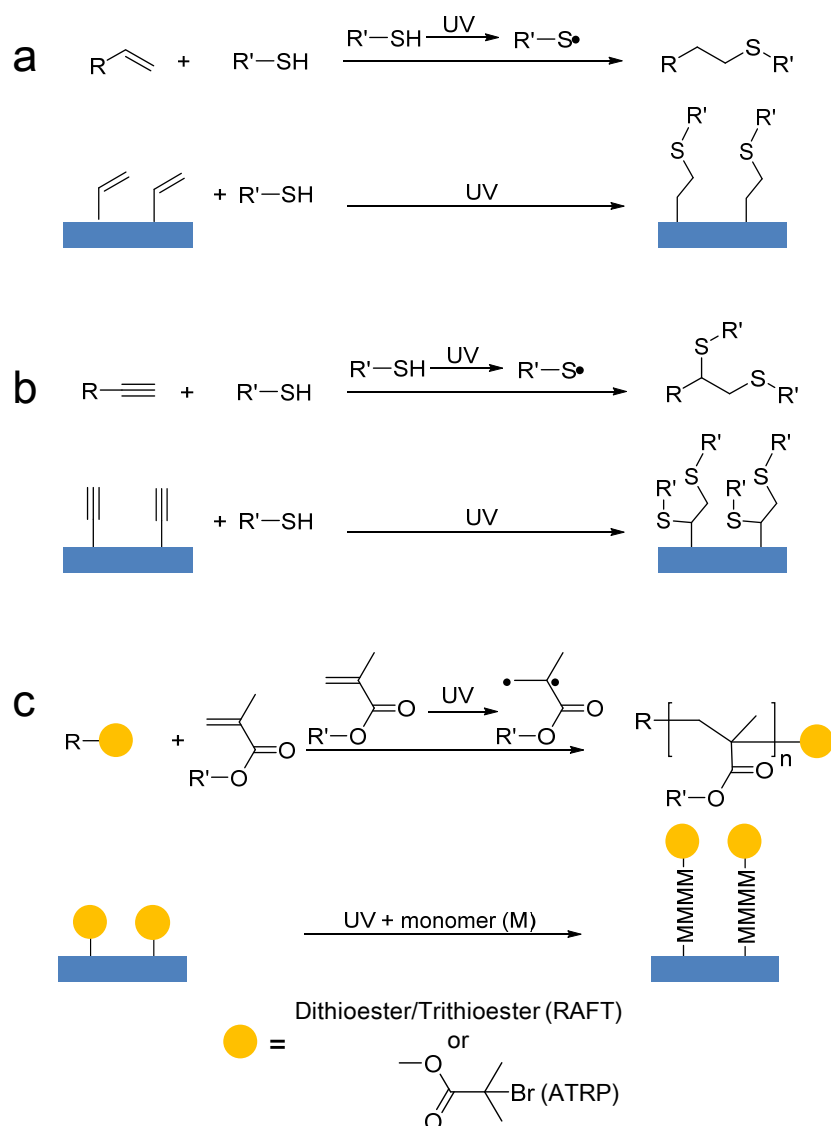 a
R + R'–SH R'–SH UV R'–S• R S R'
+ R'–SH UV R' S R' S
b
R + R'–SH R'–SH UV R'–S• R' S R S R'
+ R'–SH UV R' R' S S R' R' S S
c
R + R'–O O R'–O O UV R'–O O R n R'–O O
UV + monomer (M) MMMM MMMM
= Dithioester/Trithioester (RAFT)
or
O O Br (ATRP)